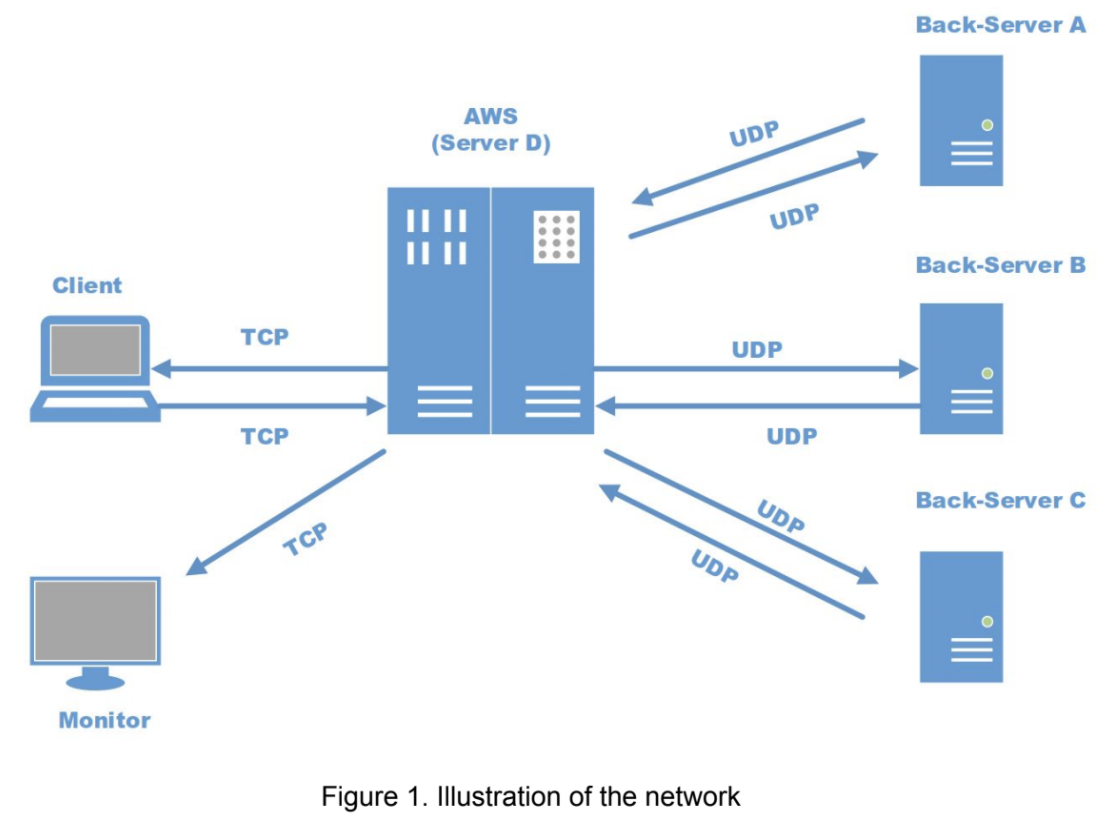 Back-Server A
AWS
(Server D)
UDP
UDP
Back-Server B
Client
TCP
UDP
TCP
UDP
Back-Server C
UDP
TCP
UDP
Monitor
Figure 1. Illustration of the network